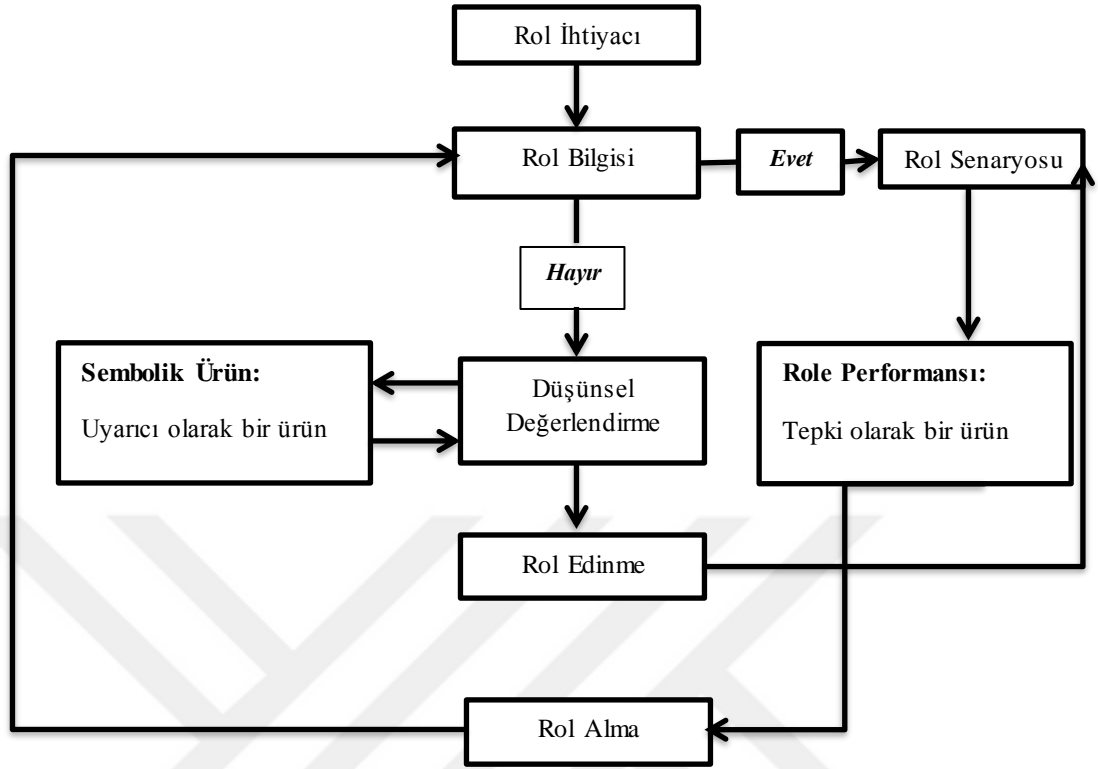 Rol İhtiyacı
Rol Bilgisi
Evet
Rol Senaryosu
Hayır
Sembolik Ürün:
Uyarıcı olarak bir ürün
Düşünsel
Değerlendirme
Role Performansı:
Tepki olarak bir ürün
Rol Edinme
Rol Alma